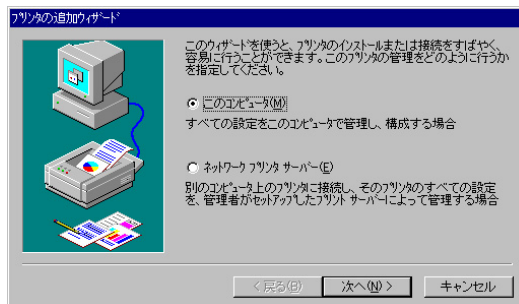 プリンタの追加ウィザード
このウィザードを使うと、プリンタのインストールまたは接続をすばやく、
容易に行うことができます。このプリンタの管理をどのように行うか
を指定してください。
このコンピュータ(M)
すべての設定をこのコンピュータで管理し、構成する場合
ネットワーク プリンタ サーバー(E)
別のコンピュータ上のプリンタに接続し、そのプリンタのすべての設定
を、管理者がセットアップしたプリント サーバーによって管理する場合
< 戻る(B)
次へ(N) >
キャンセル